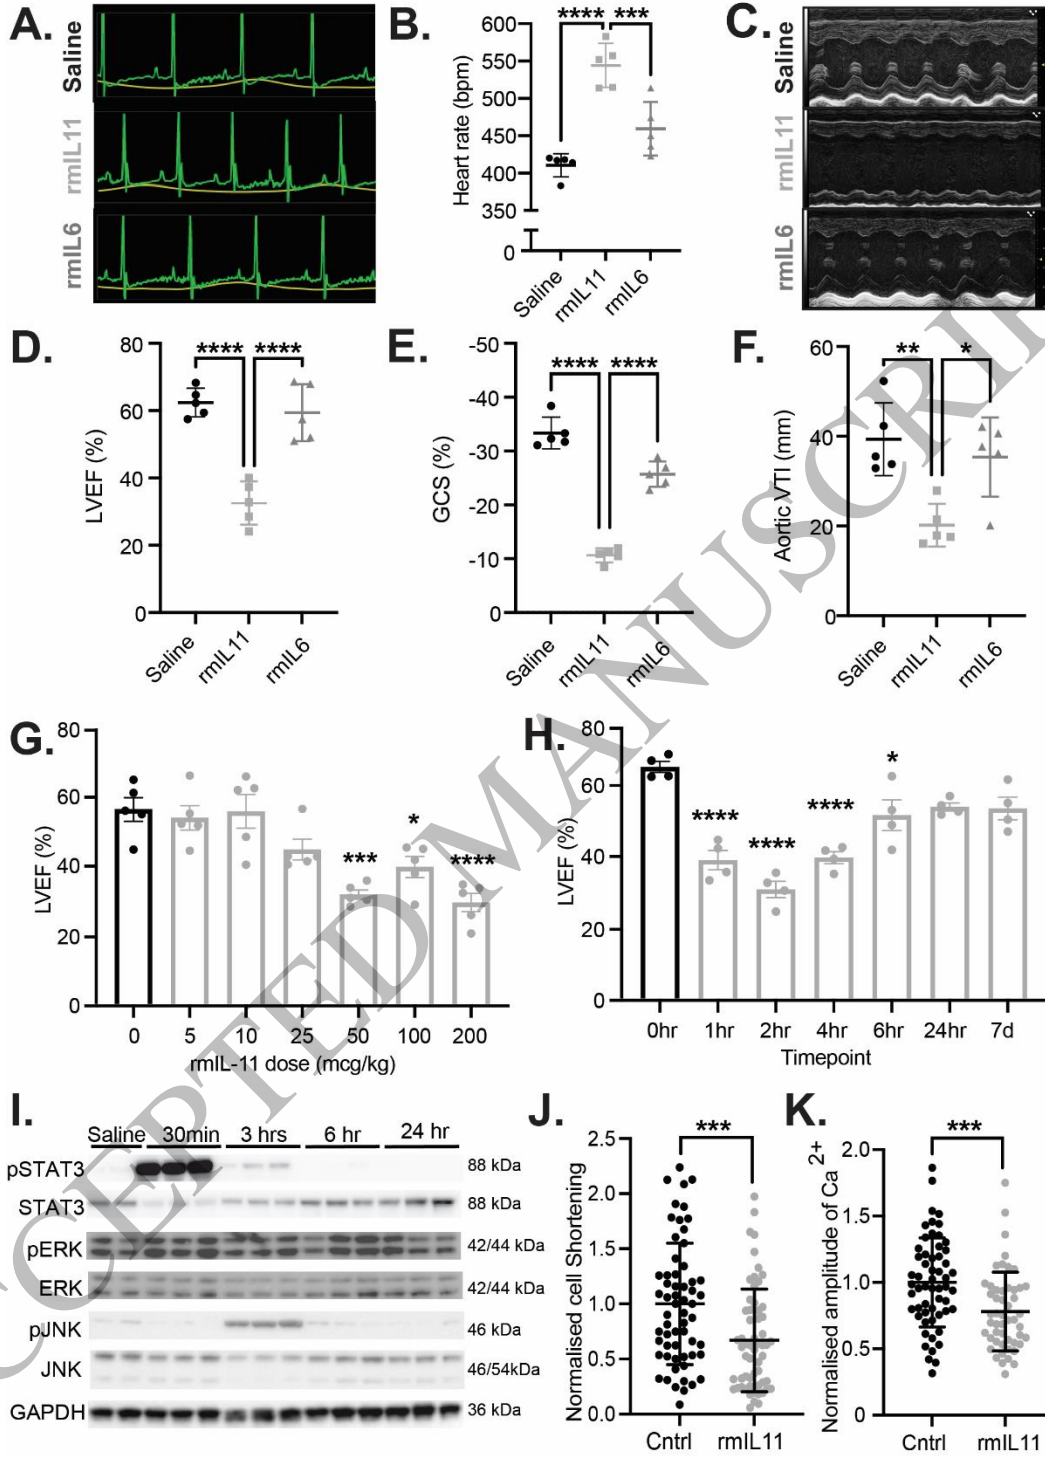 A.
Saline
rmIL11
rmIL6
B.
**** ***
Heart rate (bpm)
600
550
500
450
400
350
0
Saline
rmIL11
rmIL6
C.
Saline
rmIL11
rmIL6
D.
**** ****
LVEF (%)
80
60
40
20
0
Saline
rmIL11
rmIL6
E.
**** ****
GCS (%)
-50
-40
-30
-20
-10
0
Saline
rmIL11
rmIL6
F.
** *
Aortic VTI (mm)
60
40
20
0
Saline
rmIL11
rmIL6
G.
LVEF (%)
80
60
40
20
0
*** * ****
0 5 10 25 50 100 200
rmIL-11 dose (mcg/kg)
H.
LVEF (%)
80
60
40
20
0
**** **** **** *
0hr 1hr 2hr 4hr 6hr 24hr 7d
Timepoint
I.
Saline 30min 3 hrs 6 hr 24 hr
pSTAT3 88 kDa
STAT3 88 kDa
pERK 42/44 kDa
ERK 42/44 kDa
pJNK 46 kDa
JNK 46/54kDa
GAPDH 36 kDa
J.
***
Normalised cell Shortening
2.5
2.0
1.5
1.0
0.5
0.0
Cntrl rmIL11
K.
***
Normalised amplitude of Ca 2+
2.0
1.5
1.0
0.5
0
Cntrl rmIL11
CCEPTED MANUSCRIP